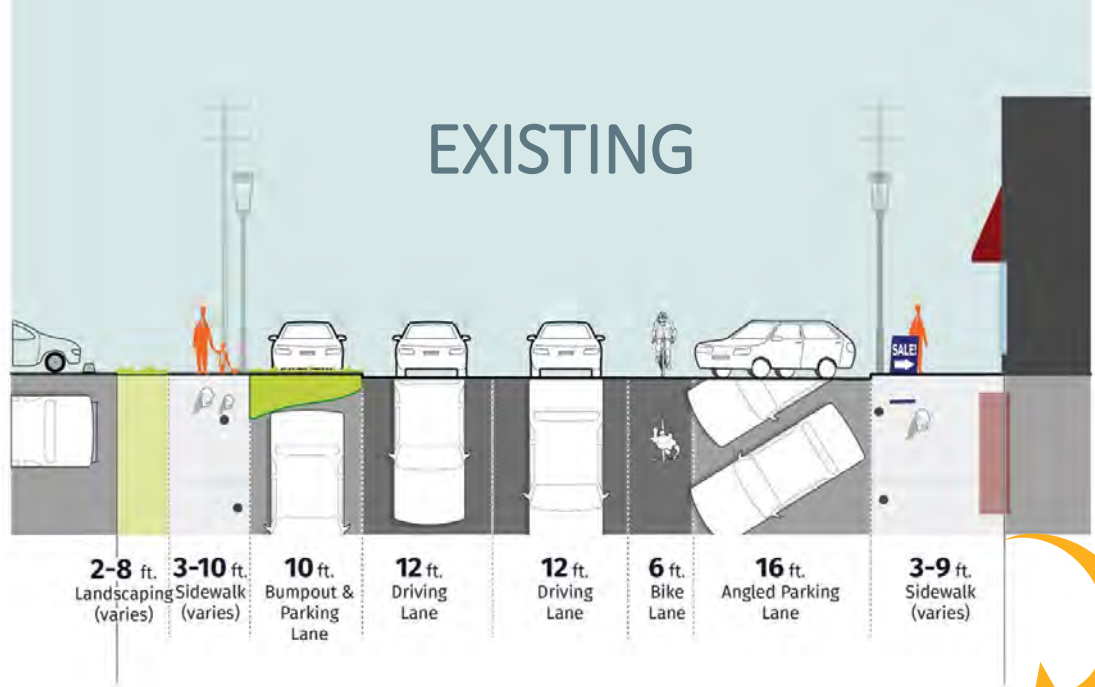 EXISTING
SALE!
2-8 ft.
Landscaping
(varies)
3-10 ft.
Sidewalk
(varies)
10 ft.
Bumpout &
Parking
Lane
12 ft.
Driving
Lane
12 ft.
Driving
Lane
6 ft.
Bike
Lane
16 ft.
Angled Parking
Lane
3-9 ft.
Sidewalk
(varies)